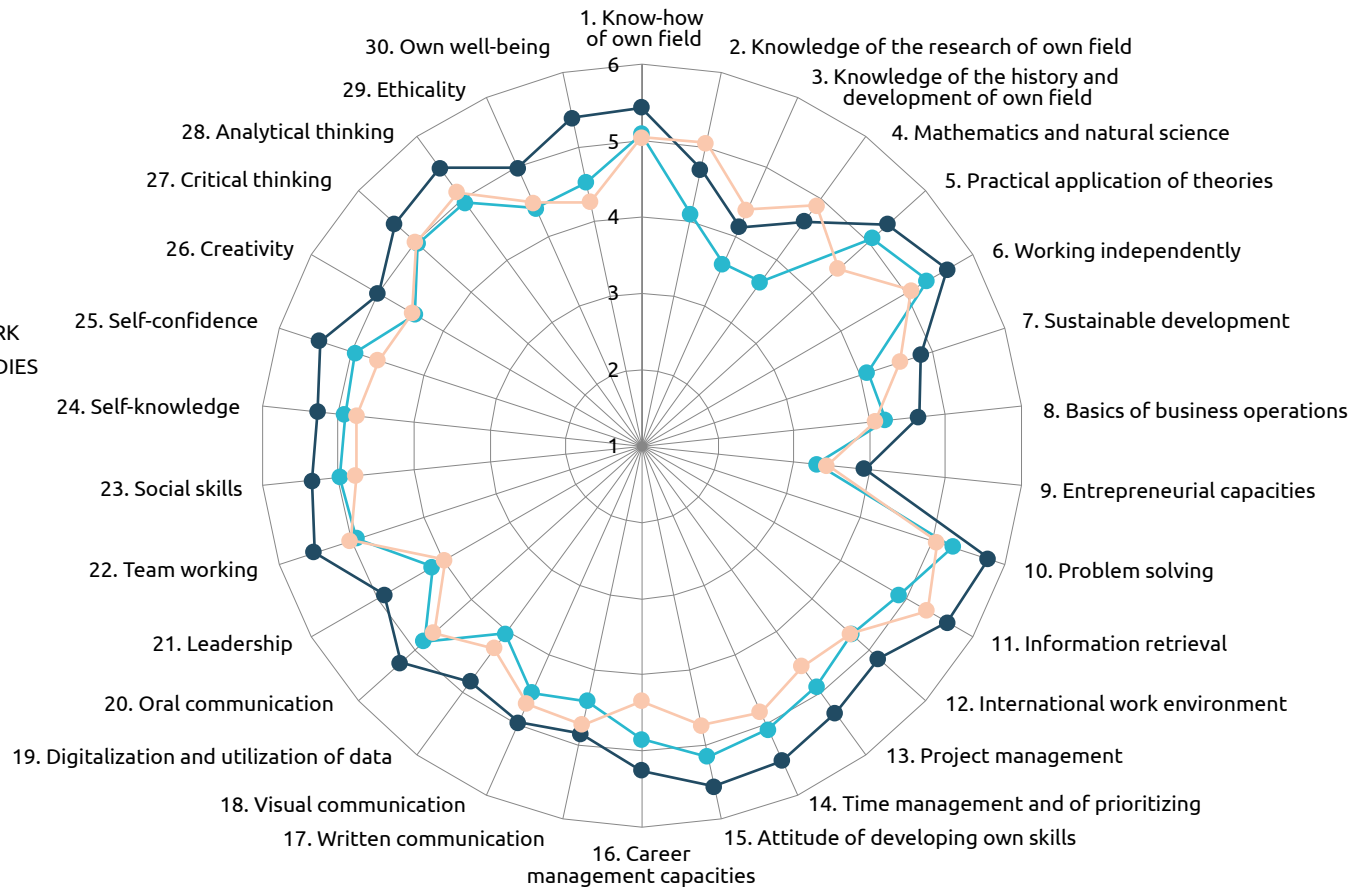 1. Know-how
of own field
2. Knowledge of the research of own field
3. Knowledge of the history and
development of own field
4. Mathematics and natural science
5. Practical application of theories
6. Working independently
7. Sustainable development
8. Basics of business operations
9. Entrepreneurial capacities
10. Problem solving
11. Information retrieval
12. International work environment
13. Project management
14. Time management and of prioritizing
15. Attitude of developing own skills
16. Career
management capacities
17. Written communication
18. Visual communication
19. Digitalization and utilization of data
20. Oral communication
21. Leadership
22. Team working
23. Social skills
24. Self-knowledge
25. Self-confidence
26. Creativity
27. Critical thinking
28. Analytical thinking
29. Ethicality
30. Own well-being
6
5
4
3
2
1
RK
DIES